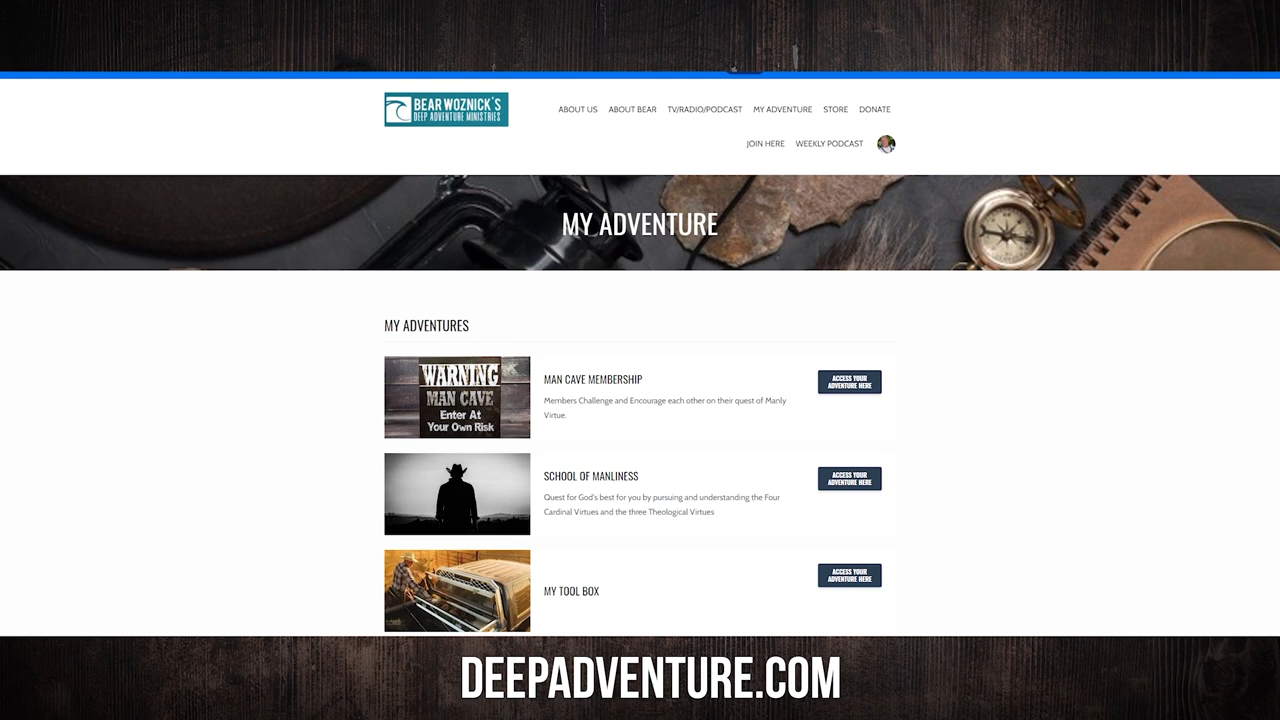 BEAR WOZNICK'S
DEEP ADVENTURE MINISTRIES
ABOUT US ABOUT BEAR TV/RADIO/PODCAST MY ADVENTURE STORE DONATE
JOIN HERE WEEKLY PODCAST
MY ADVENTURE
MY ADVENTURES
WARNING
MAN CAVE
Enter At
Your Own Risk
MAN CAVE MEMBERSHIP
Members Challenge and Encourage each other on their quest of Manly
Virtue.
ACCESS YOUR
ADVENTURE HERE
SCHOOL OF MANLINESS
Quest for God's best for you by pursuing and understanding the Four
Cardinal Virtues and the three Theological Virtues
ACCESS YOUR
ADVENTURE HERE
MY TOOL BOX
ACCESS YOUR
ADVENTURE HERE
DEEPADVENTURE.COM